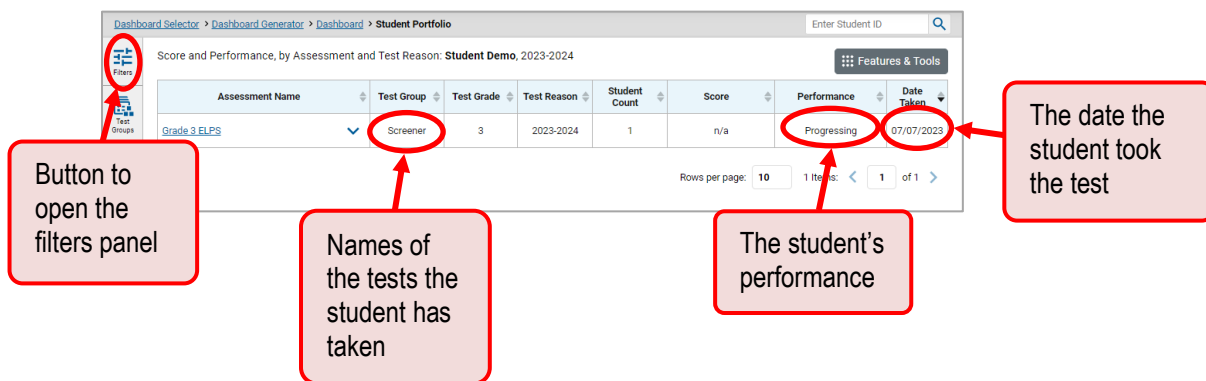 Dashboard Selector > Dashboard Generator > Dashboard > Student Portfolio
Enter Student ID
Filters
Score and Performance, by Assessment and Test Reason: Student Demo, 2023-2024
Features & Tools
Test
Groups
Assessment Name
Test Group
Test Grade
Test Reason
Student
Count
Score
Performance
Date
Taken
Grade 3 ELPS
Screener
3
2023-2024
1
n/a
Progressing
07/07/2023
Rows per page: 10
1 Items:
1
of 1
Button to
open the
filters panel
Names of
the tests the
student has
taken
The student's
performance
The date the
student took
the test